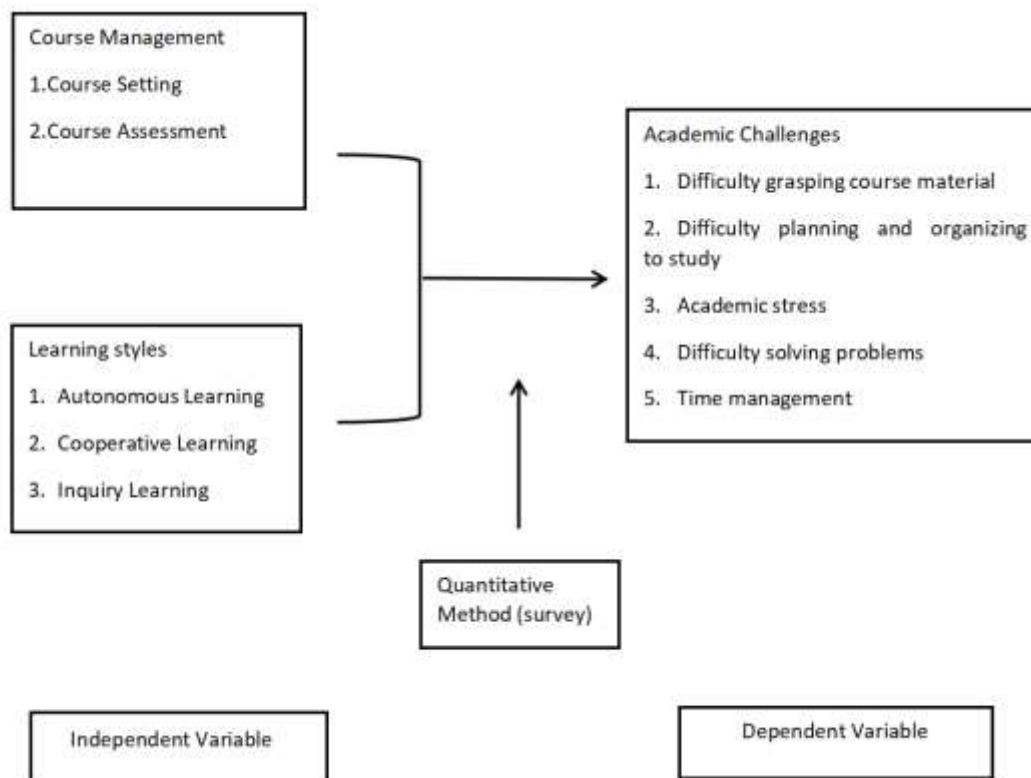 Course Management
1.Course Setting
2.Course Assessment
Academic Challenges
1. Difficulty grasping course material
2. Difficulty planning and organizing
to study
3. Academic stress
4. Difficulty solving problems
5. Time management
Learning styles
1. Autonomous Learning
2. Cooperative Learning
3. Inquiry Learning
Quantitative
Method (survey)
Independent Variable
Dependent Variable